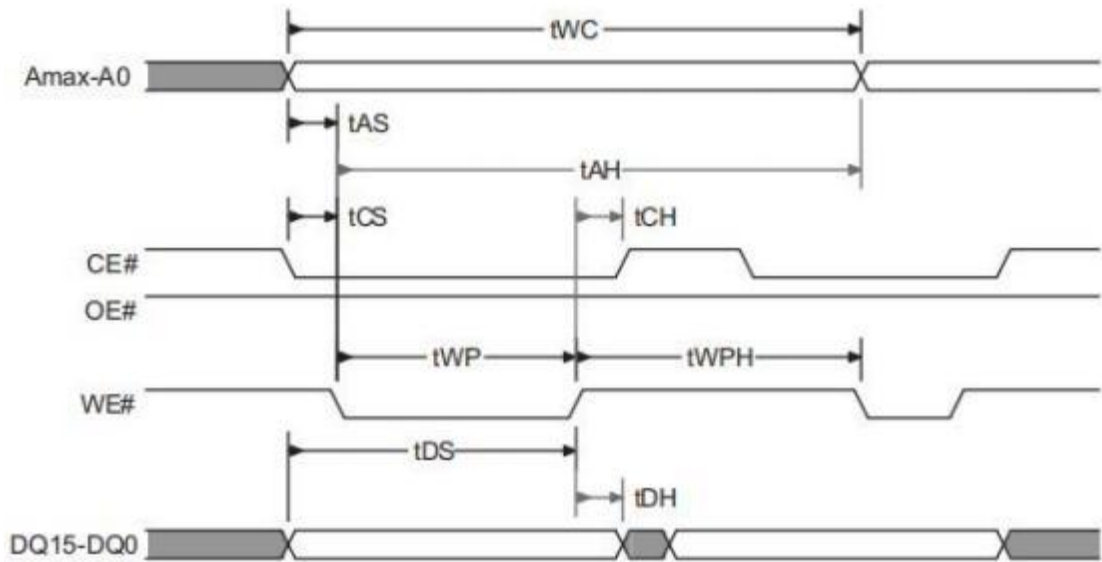 tWC
Amax-A0
tAS
tAH
tCS
tCH
CE#
OE#
tWP
tWPH
WE#
tDS
tDH
DQ15-DQ0